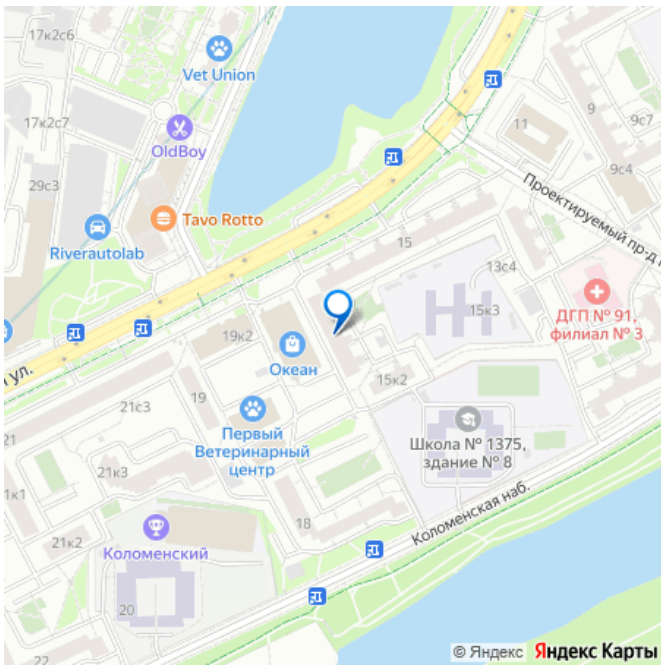 17к2с6
Vet Union
9
9с7
11
17к2с7
OldBoy
9с4
29с3
Проектируемый пр-д
Tavo Rotto
15
Riverautolab
13с4
15к3
ДГП № 91,
филиал № 3
19к2
Океан
ул.
15к2
21с3
19
Школа № 1375,
здание № 8
21
Первый
Ветеринарный
центр
21к3
1к1
Коломенская наб.
18
21к2
Коломенский
20
22
© Яндекс Яндекс Карты